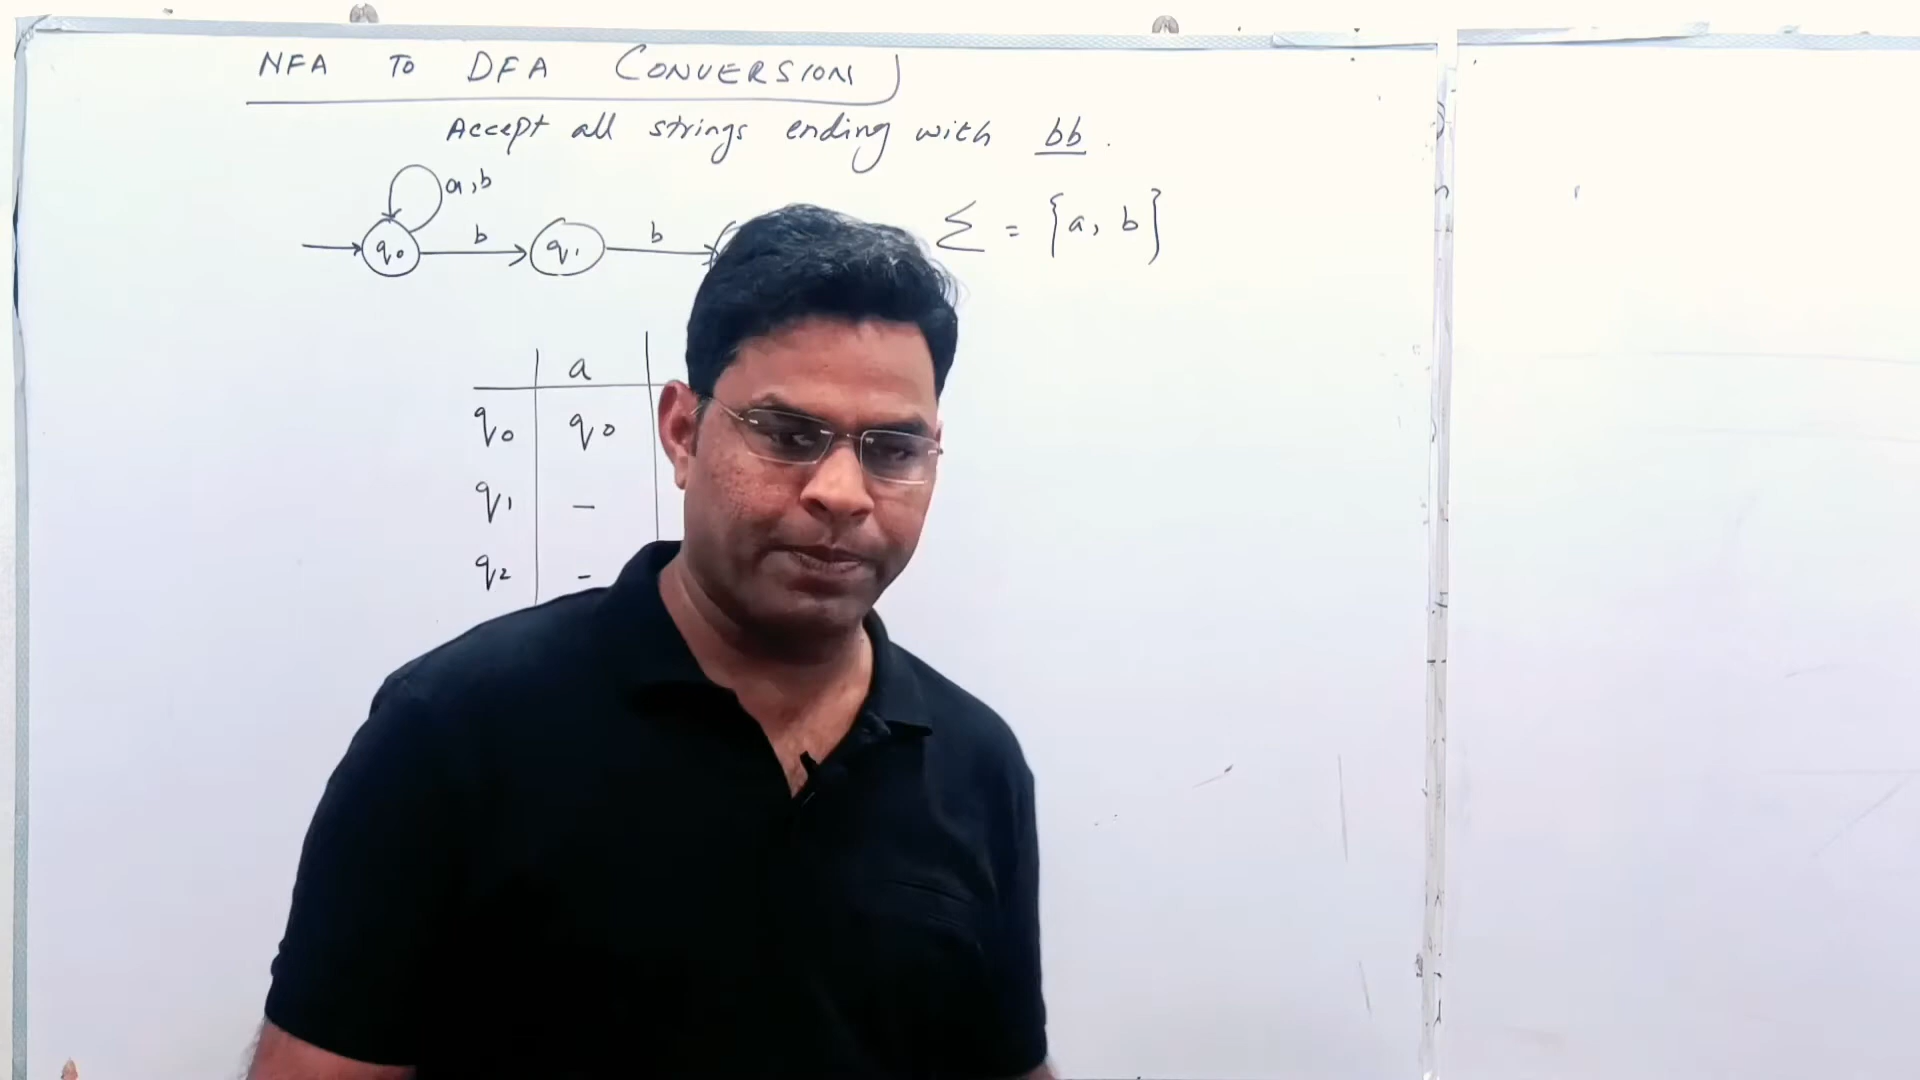 NFA TO DFA CONVERSION
Accept all strings ending with bb.
a,b
q0 b q1 b
Σ = {a, b}
a
q0 q0
q1 -
q2 -